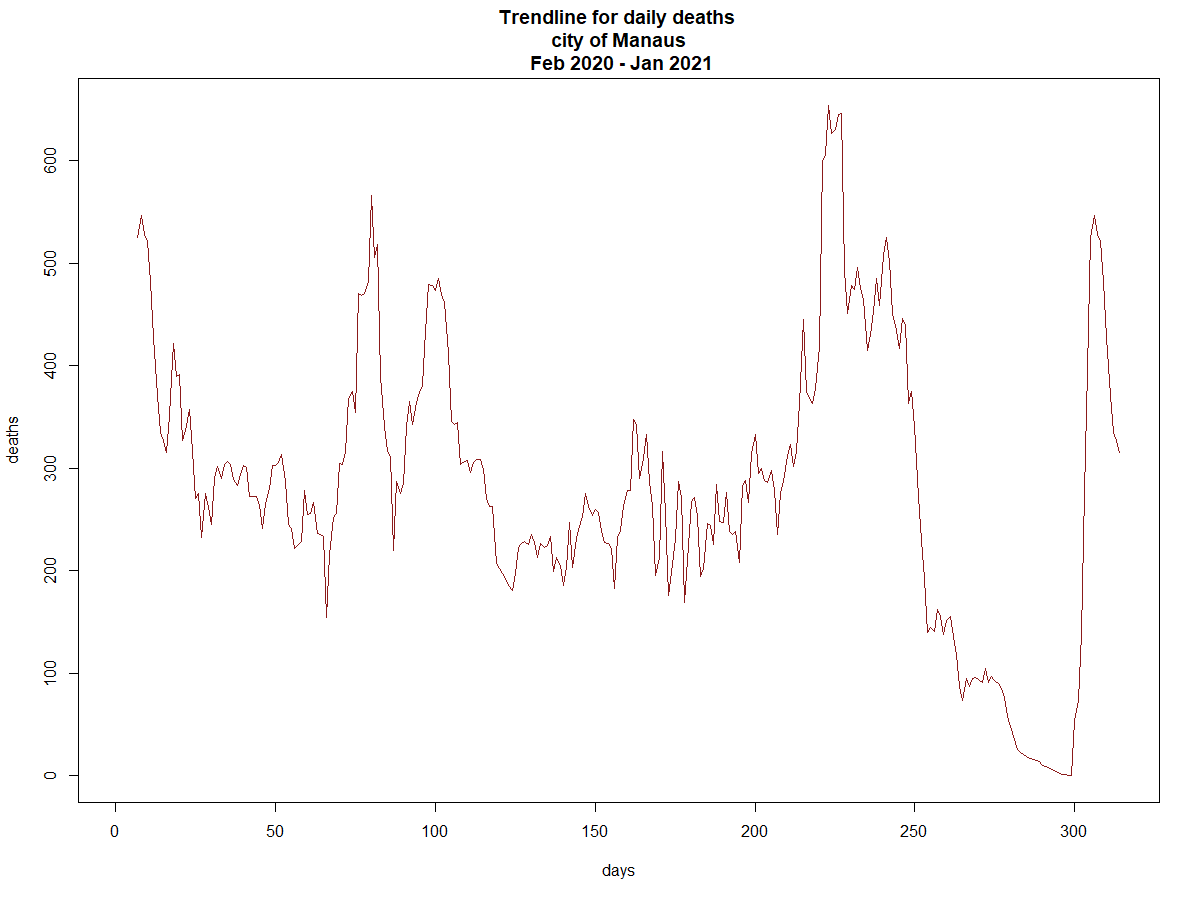 Trendline for daily deaths
city of Manaus
Feb 2020 - Jan 2021
deaths
600
500
400
300
200
100
0
0 50 100 150 200 250 300
days